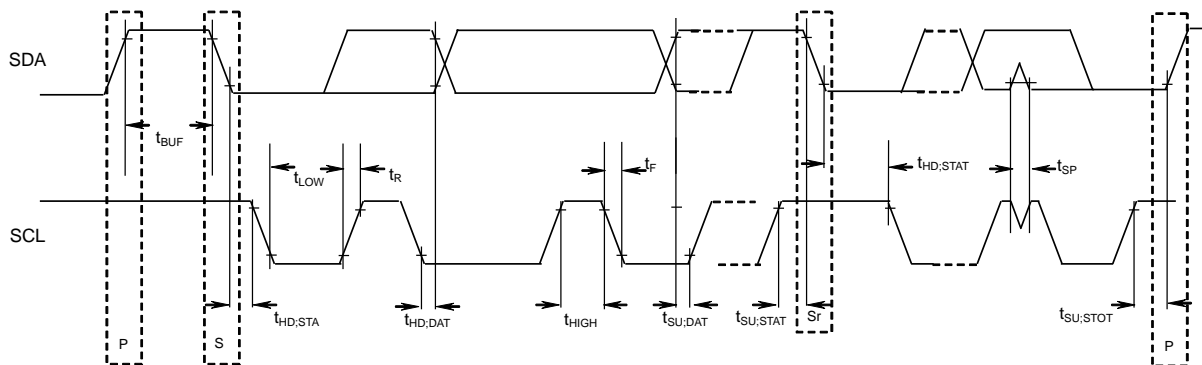 SDA
tBUF
tLOW
tR
tF
tHD;STAT
tSP
SCL
tHD;STA
tHD;DAT
tHIGH
tSU;DAT
tSU;STAT
Sr
tSU;STOT
P
S
P